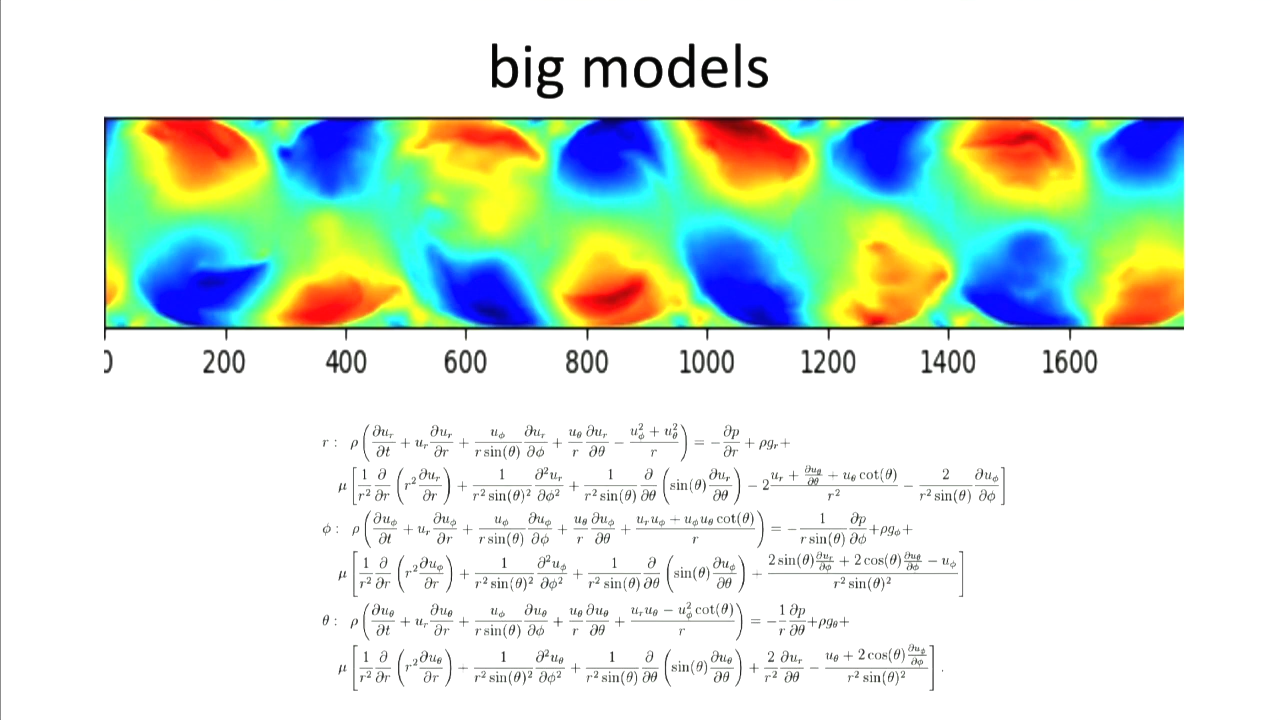 big models
0 200 400 600 800 1000 1200 1400 1600
r : ρ(∂u_r/∂t + u_r ∂u_r/∂r + u_φ/(r sin(θ)) ∂u_r/∂φ + u_θ/r ∂u_r/∂θ − (u_φ² + u_θ²)/r) = −∂p/∂r + ρg_r+
μ[1/r² ∂/∂r (r² ∂u_r/∂r) + 1/(r² sin(θ)²) ∂²u_r/∂φ² + 1/(r² sin(θ)) ∂/∂θ (sin(θ) ∂u_r/∂θ) − 2 (u_r + ∂u_θ/∂θ + u_θ cot(θ))/r² − 2/(r² sin(θ)) ∂u_φ/∂φ]
φ : ρ(∂u_φ/∂t + u_r ∂u_φ/∂r + u_φ/(r sin(θ)) ∂u_φ/∂φ + u_θ/r ∂u_φ/∂θ + (u_r u_φ + u_φ u_θ cot(θ))/r) = −1/(r sin(θ)) ∂p/∂φ + ρg_φ+
μ[1/r² ∂/∂r (r² ∂u_φ/∂r) + 1/(r² sin(θ)²) ∂²u_φ/∂φ² + 1/(r² sin(θ)) ∂/∂θ (sin(θ) ∂u_φ/∂θ) + (2 sin(θ) ∂u_r/∂φ + 2 cos(θ) ∂u_θ/∂φ − u_φ)/(r² sin(θ)²)]
θ : ρ(∂u_θ/∂t + u_r ∂u_θ/∂r + u_φ/(r sin(θ)) ∂u_θ/∂φ + u_θ/r ∂u_θ/∂θ + (u_r u_θ − u_φ² cot(θ))/r) = −1/r ∂p/∂θ + ρg_θ+
μ[1/r² ∂/∂r (r² ∂u_θ/∂r) + 1/(r² sin(θ)²) ∂²u_θ/∂φ² + 1/(r² sin(θ)) ∂/∂θ (sin(θ) ∂u_θ/∂θ) + 2/r² ∂u_r/∂θ − (u_θ + 2 cos(θ) ∂u_φ/∂φ)/(r² sin(θ)²)] .